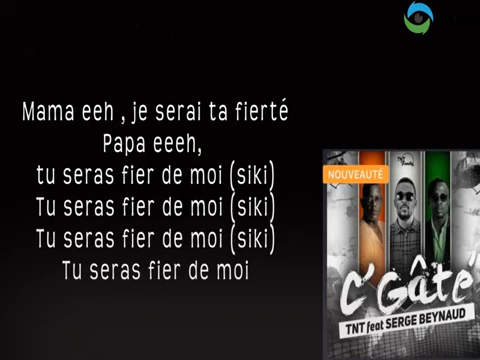 Mama eeh , je serai ta fierté
Papa eeeh,
tu seras fier de moi (siki)
Tu seras fier de moi (siki)
Tu seras fier de moi (siki)
Tu seras fier de moi
NOUVEAUTÉ
C'Gâté
TNT feat SERGE BEYNAUD